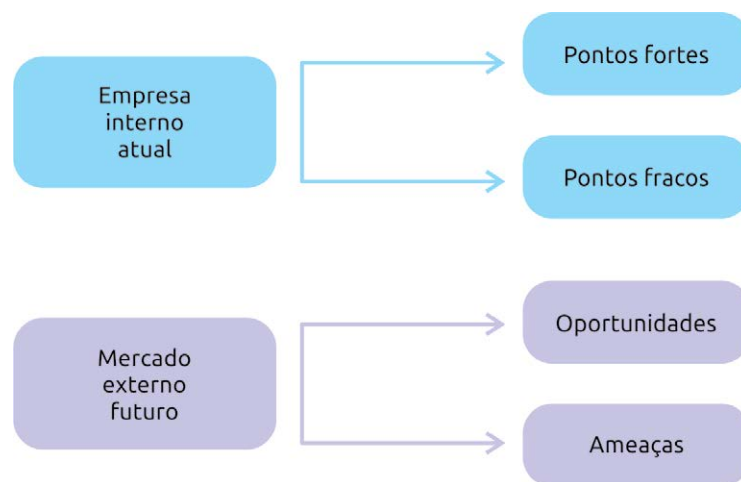 Empresa
interno
atual
Pontos fortes
Pontos fracos
Mercado
externo
futuro
Oportunidades
Ameaças